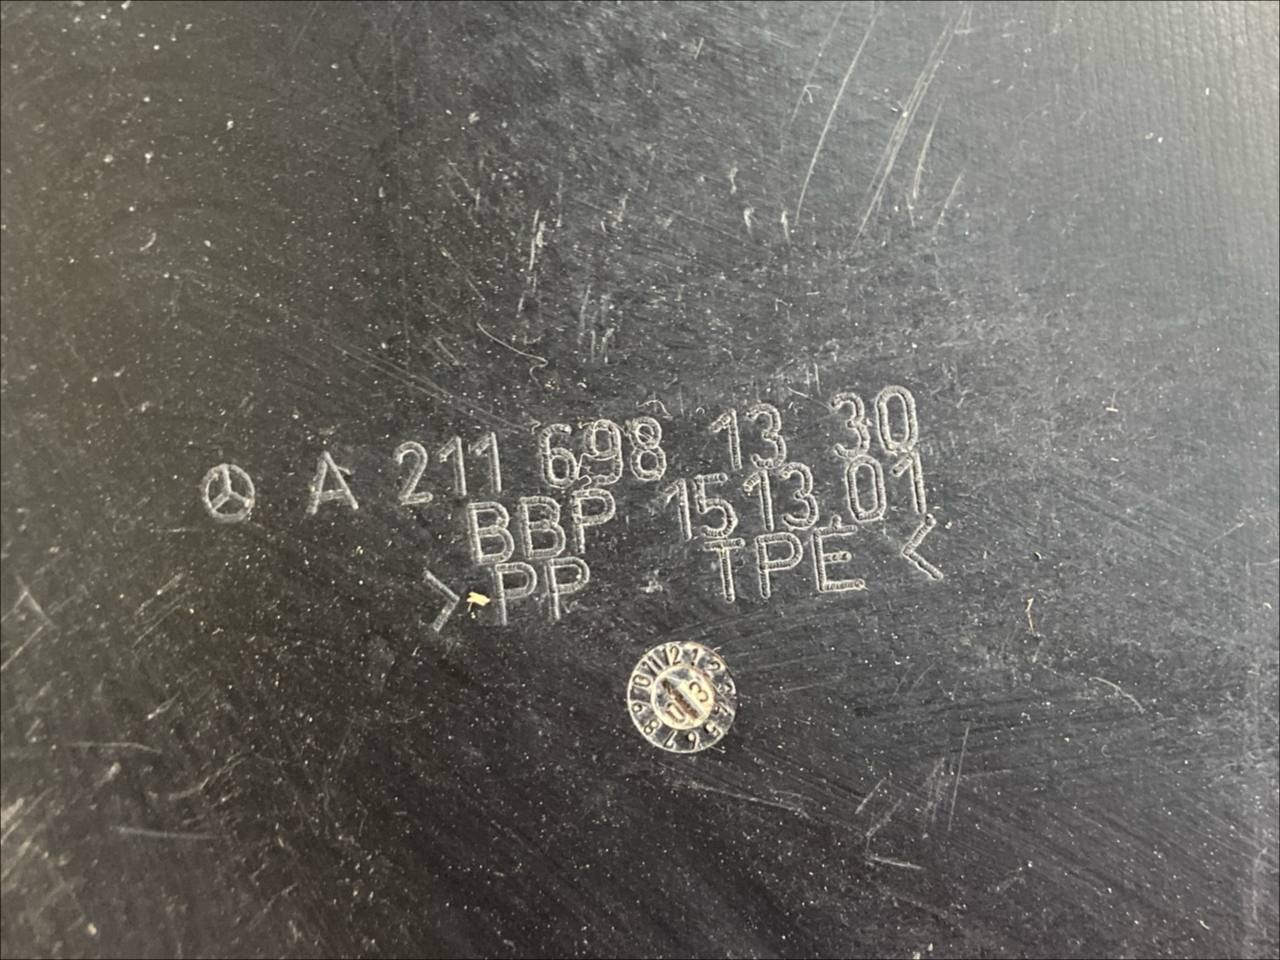 A 211 698 13 30
BBP 1513.01
>PP . TPE<